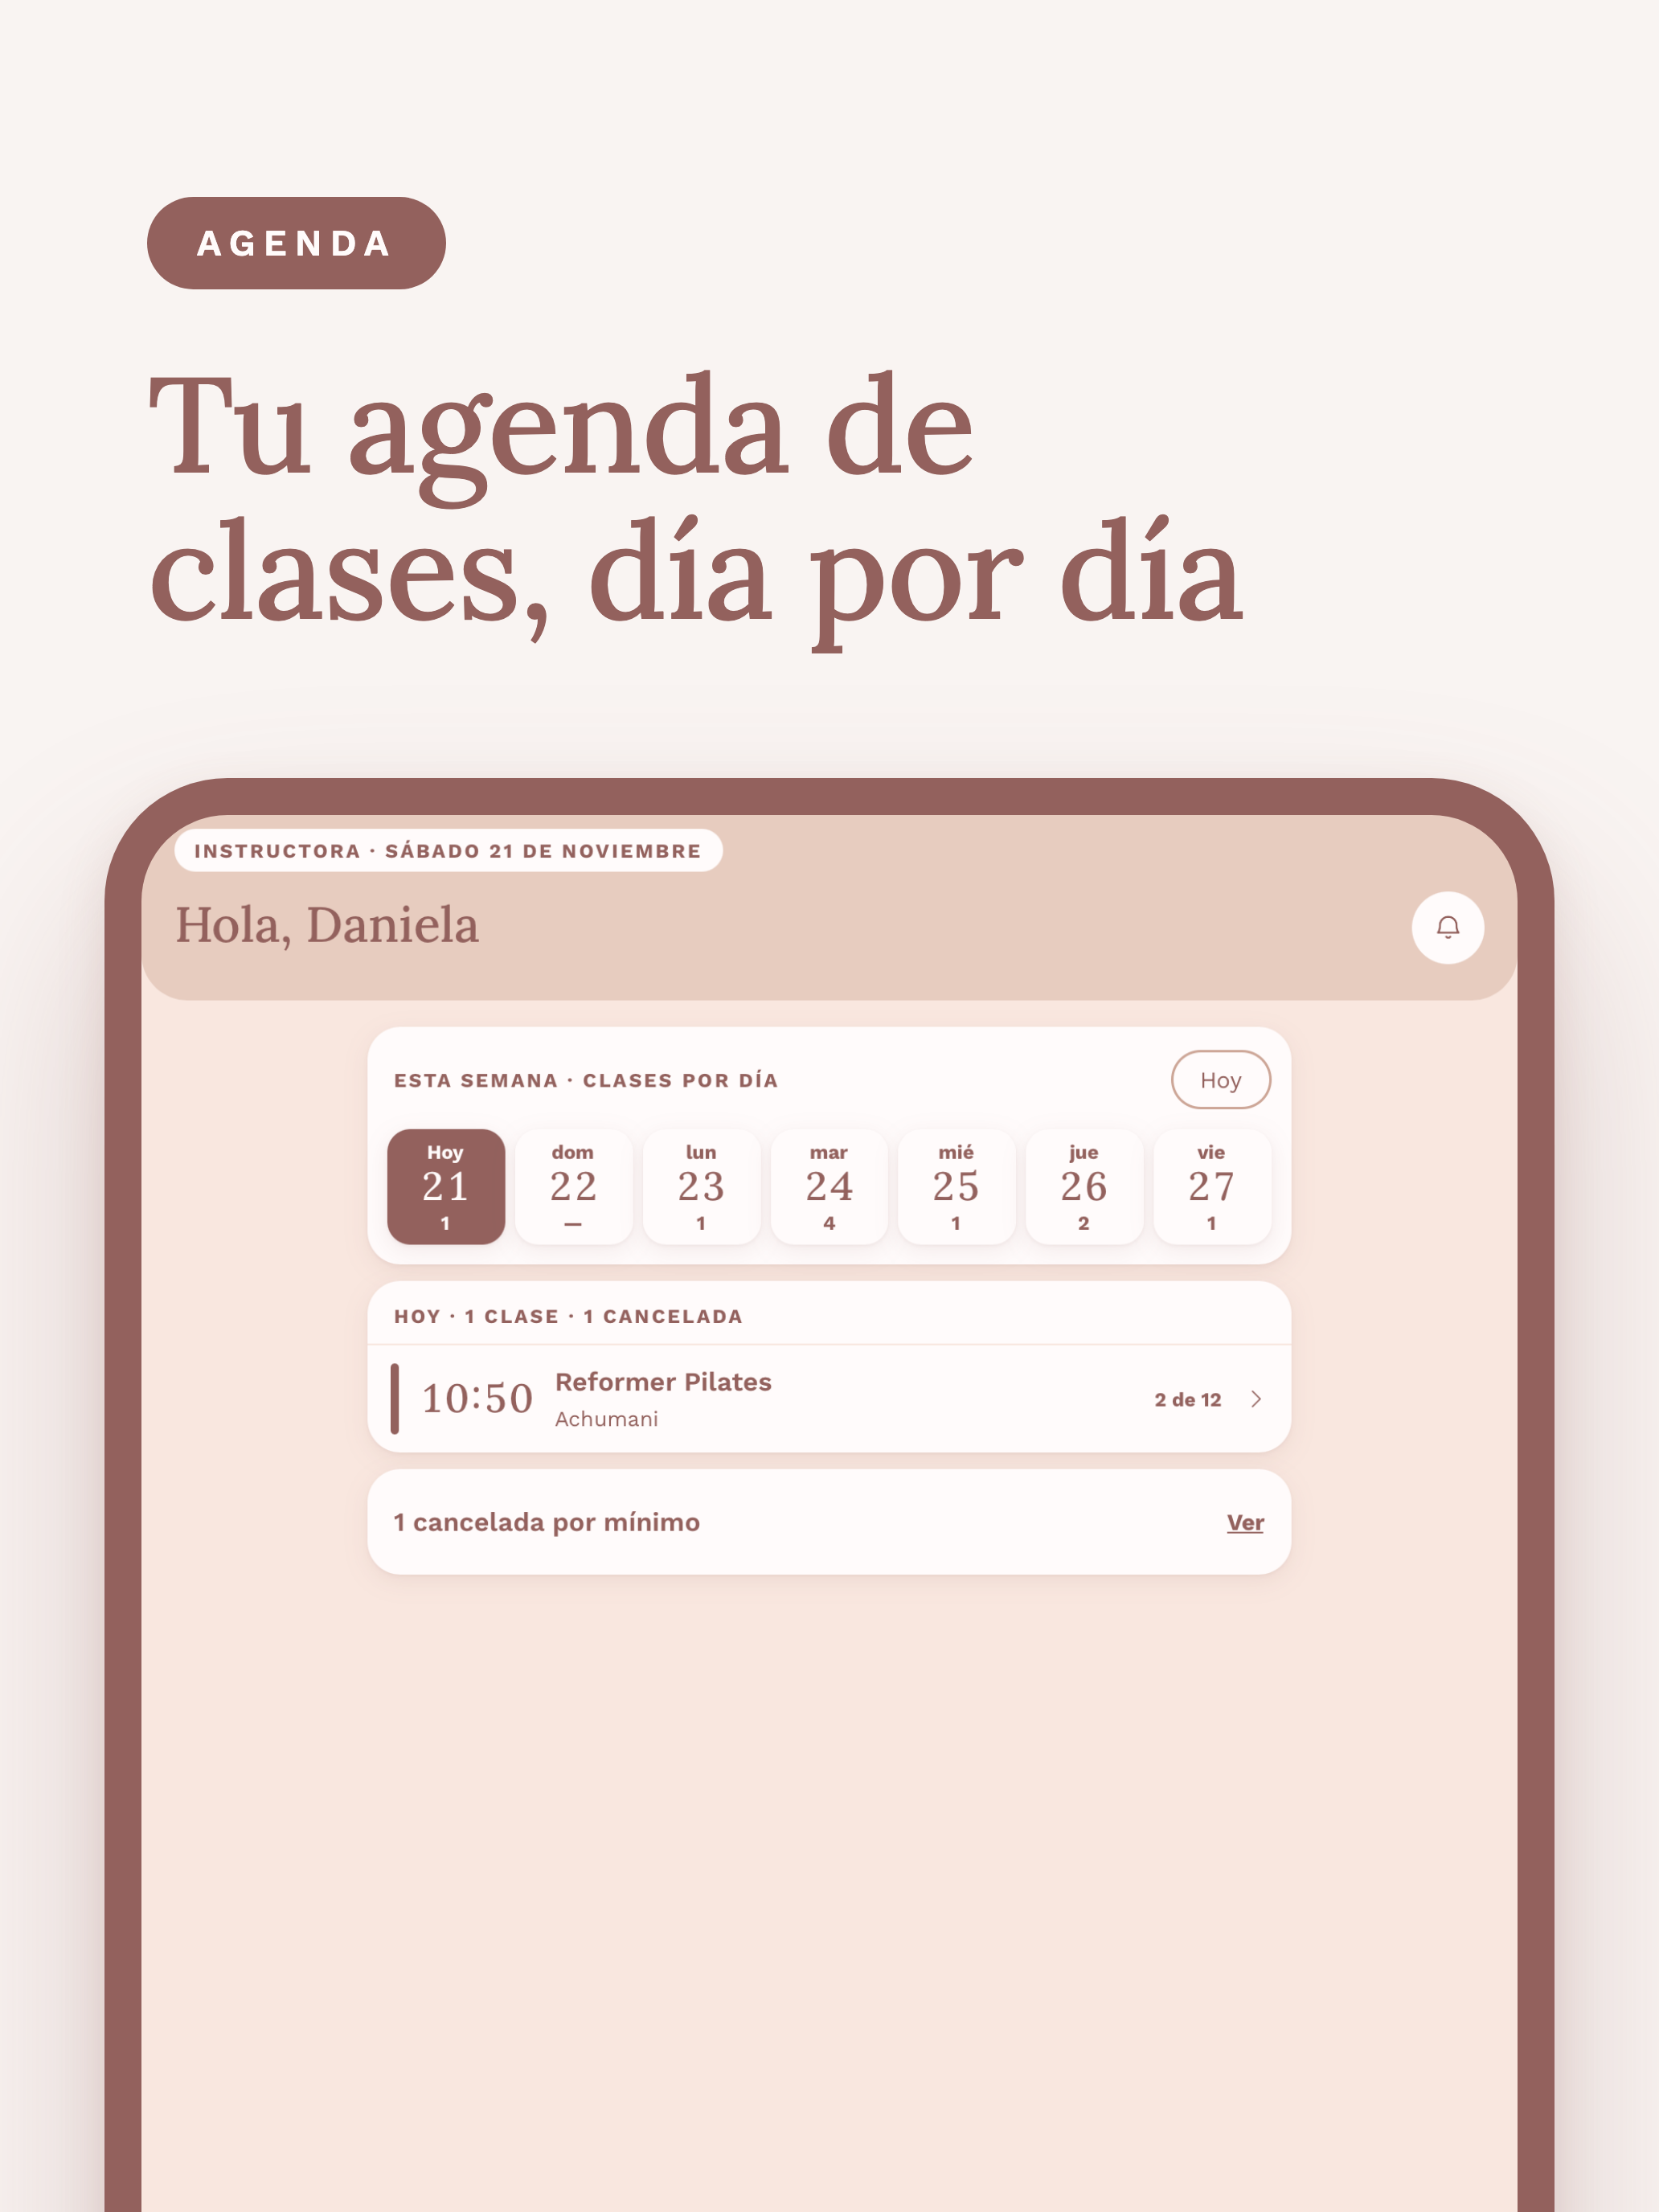 AGENDA
Tu agenda de
clases, día por día
INSTRUCTORA · SÁBADO 21 DE NOVIEMBRE
Hola, Daniela
ESTA SEMANA · CLASES POR DÍA
Hoy
Hoy dom lun mar mié jue vie
21 22 23 24 25 26 27
1 — 1 4 1 2 1
HOY · 1 CLASE · 1 CANCELADA
10:50
Reformer Pilates
Achumani
2 de 12
1 cancelada por mínimo
Ver